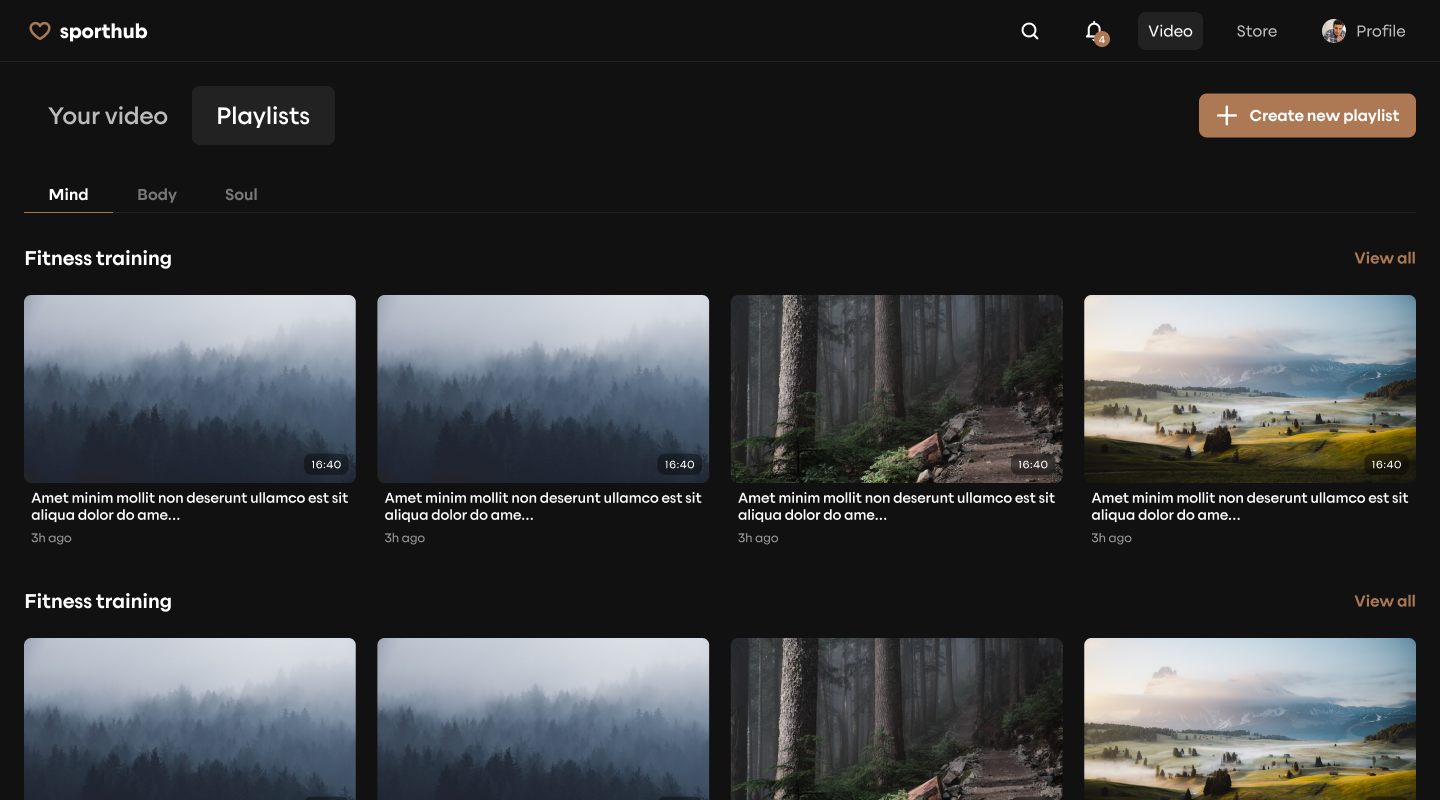 sporthub
4
Video
Store
Profile
Your video
Playlists
Create new playlist
Mind
Body
Soul
Fitness training
View all
16:40
16:40
16:40
16:40
Amet minim mollit non deserunt ullamco est sit
aliqua dolor do ame...
3h ago
Amet minim mollit non deserunt ullamco est sit
aliqua dolor do ame...
3h ago
Amet minim mollit non deserunt ullamco est sit
aliqua dolor do ame...
3h ago
Amet minim mollit non deserunt ullamco est sit
aliqua dolor do ame...
3h ago
Fitness training
View all